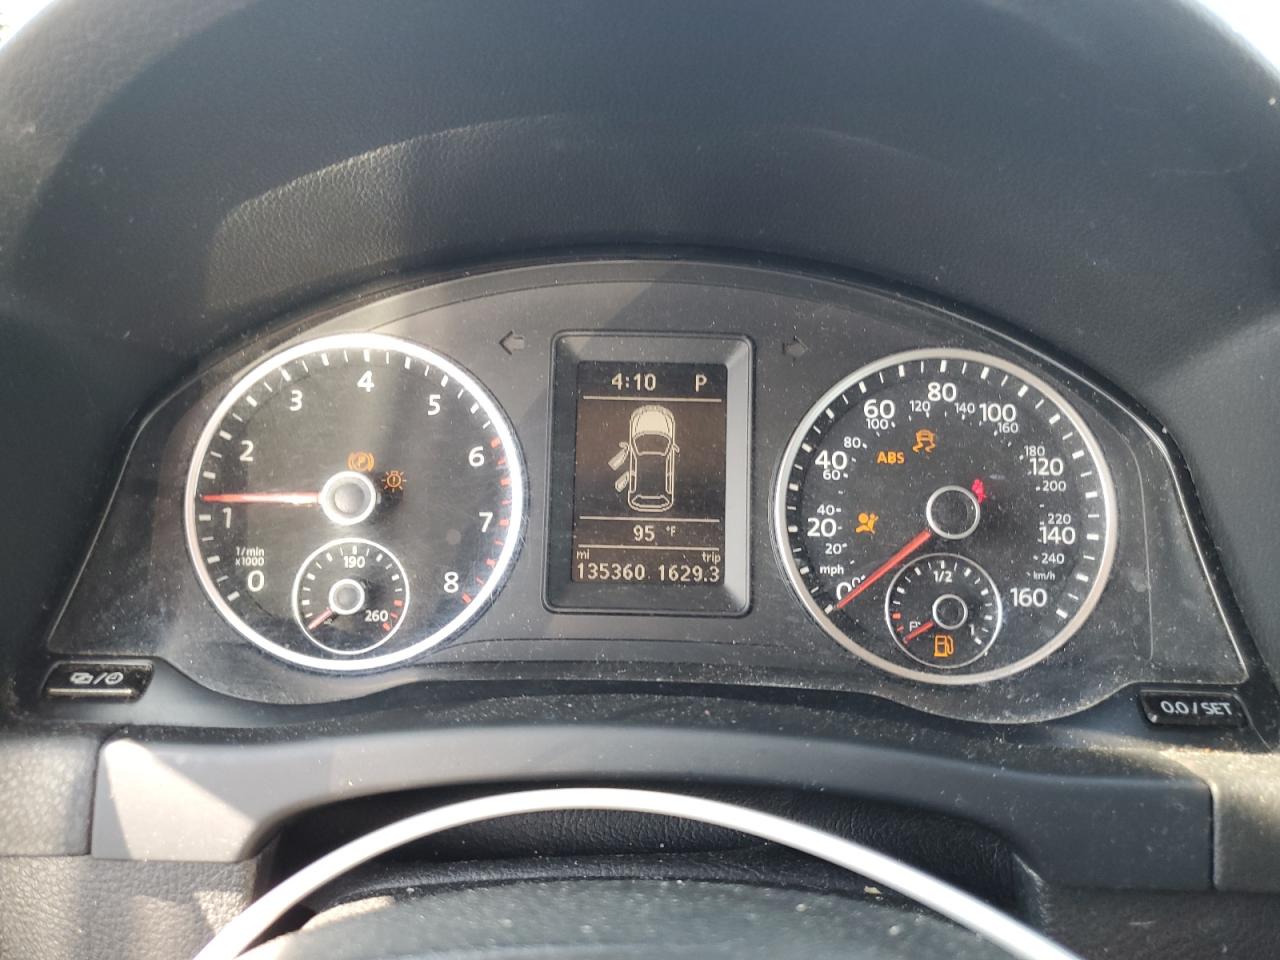 4:10 P
95 °F
mi trip
135360 1629.3
0 1 2 3 4 5 6 7 8
1/min
x1000
190
260
0 20 40 60 80 100 120 140 160
mph
20 40 60 80 100 120 140 160 180 200 220 240
km/h
ABS
P
1/2
0.0/SET